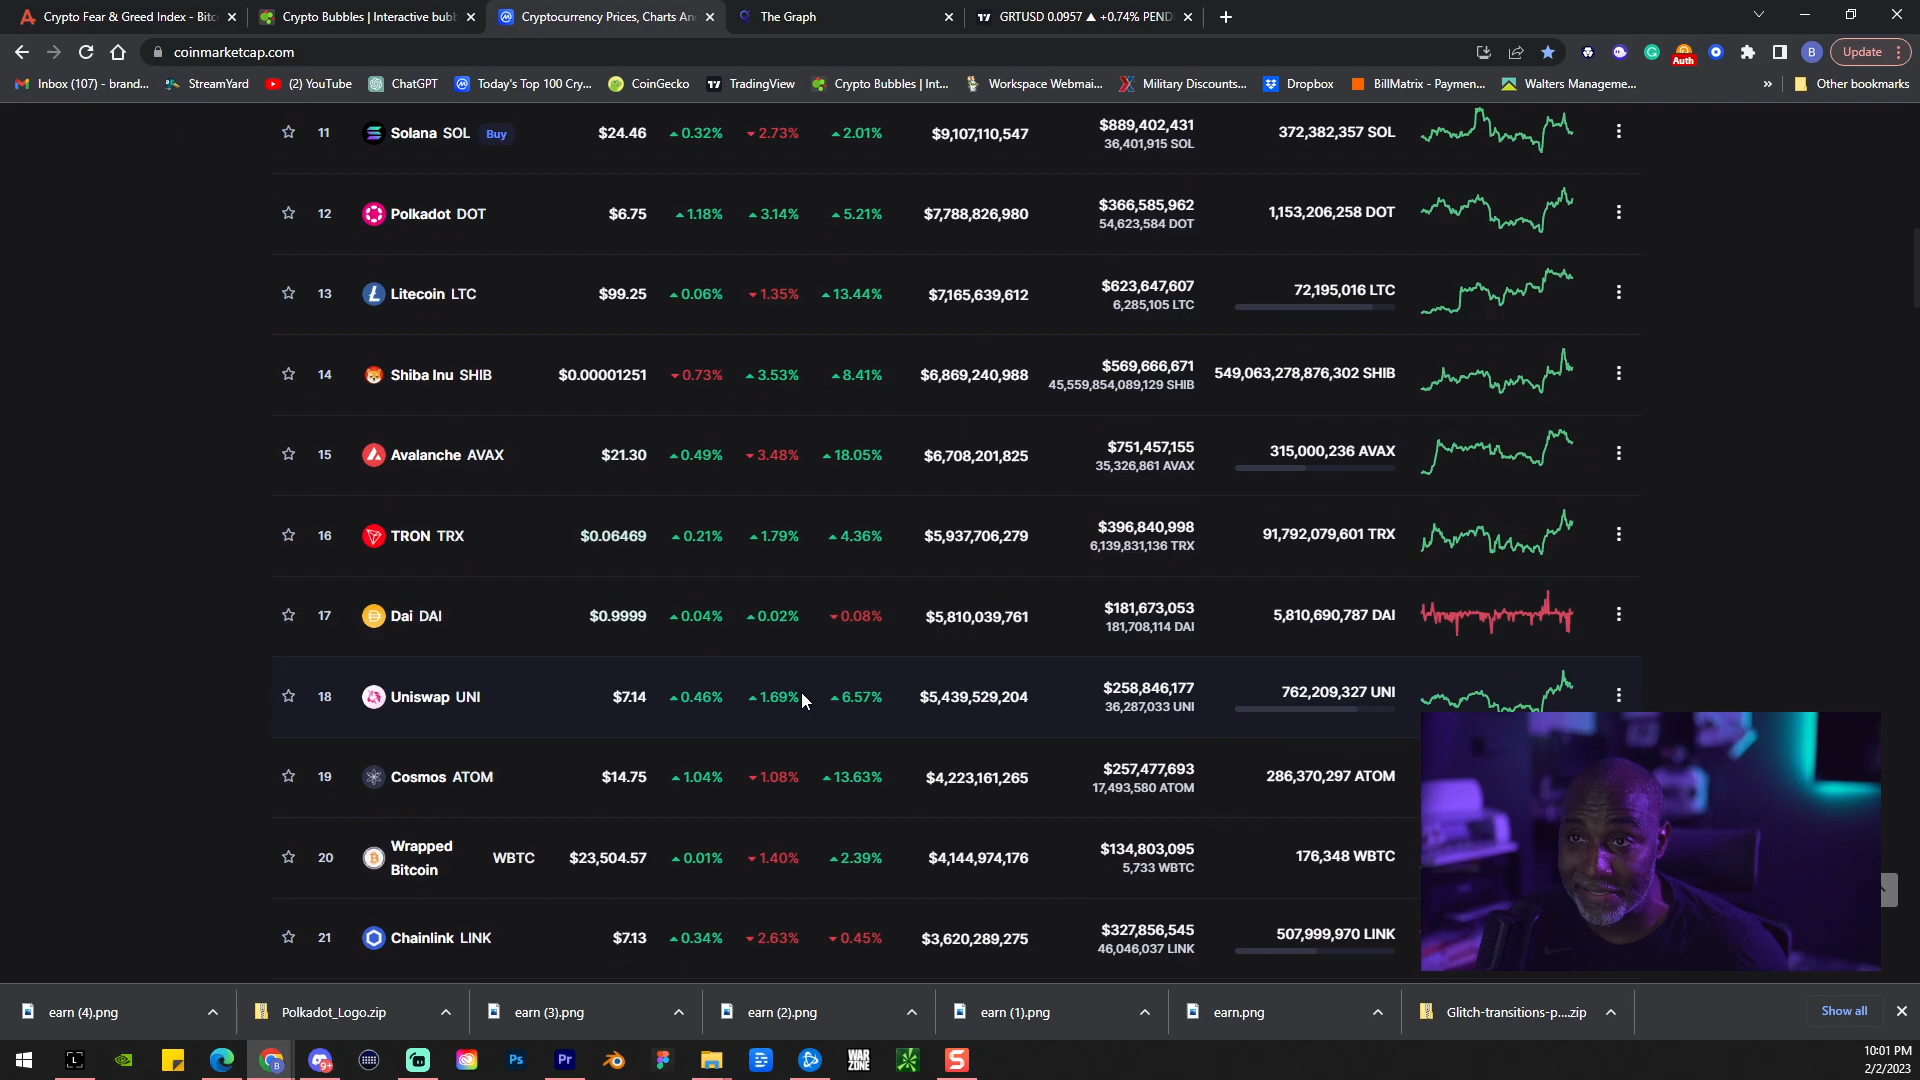 Crypto Fear & Greed Index - Bitc
Crypto Bubbles | Interactive bubb
Cryptocurrency Prices, Charts An
The Graph
GRTUSD 0.0957 ▲ +0.74% PEND
coinmarketcap.com
Auth
B
Update
Inbox (107) - brand...
StreamYard
(2) YouTube
ChatGPT
Today's Top 100 Cry...
CoinGecko
TradingView
Crypto Bubbles | Int...
Workspace Webmai...
Military Discounts...
Dropbox
BillMatrix - Paymen...
Walters Manageme...
»
Other bookmarks
11 Solana SOL Buy $24.46 0.32% 2.73% 2.01% $9,107,110,547 $889,402,431 372,382,357 SOL
36,401,915 SOL
12 Polkadot DOT $6.75 1.18% 3.14% 5.21% $7,788,826,980 $366,585,962 1,153,206,258 DOT
54,623,584 DOT
13 Litecoin LTC $99.25 0.06% 1.35% 13.44% $7,165,639,612 $623,647,607 72,195,016 LTC
6,285,105 LTC
14 Shiba Inu SHIB $0.00001251 0.73% 3.53% 8.41% $6,869,240,988 $569,666,671 549,063,278,876,302 SHIB
45,559,854,089,129 SHIB
15 Avalanche AVAX $21.30 0.49% 3.48% 18.05% $6,708,201,825 $751,457,155 315,000,236 AVAX
35,326,861 AVAX
16 TRON TRX $0.06469 0.21% 1.79% 4.36% $5,937,706,279 $396,840,998 91,792,079,601 TRX
6,139,831,136 TRX
17 Dai DAI $0.9999 0.04% 0.02% 0.08% $5,810,039,761 $181,673,053 5,810,690,787 DAI
181,708,114 DAI
18 Uniswap UNI $7.14 0.46% 1.69% 6.57% $5,439,529,204 $258,846,177 762,209,327 UNI
36,287,033 UNI
19 Cosmos ATOM $14.75 1.04% 1.08% 13.63% $4,223,161,265 $257,477,693 286,370,297 ATOM
17,493,580 ATOM
20 Wrapped Bitcoin WBTC $23,504.57 0.01% 1.40% 2.39% $4,144,974,176 $134,803,095 176,348 WBTC
5,733 WBTC
21 Chainlink LINK $7.13 0.34% 2.63% 0.45% $3,620,289,275 $327,856,545 507,999,970 LINK
46,046,037 LINK
earn (4).png
Polkadot_Logo.zip
earn (3).png
earn (2).png
earn (1).png
earn.png
Glitch-transitions-p....zip
Show all
L
B
9+
Ps
Pr
WAR ZONE
S
10:01 PM
2/2/2023